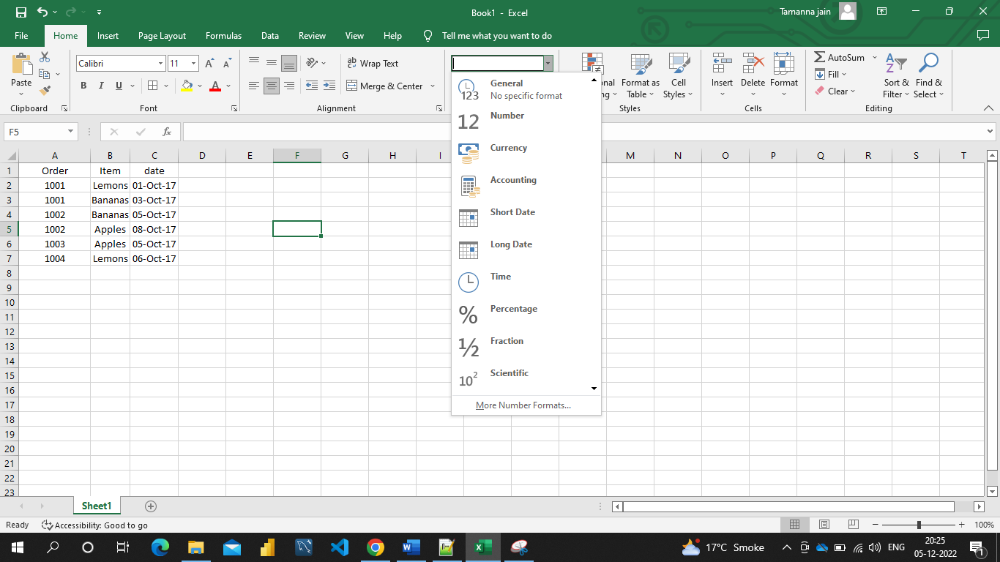 Book1 - Excel
Tamanna jain
File Home Insert Page Layout Formulas Data Review View Help Tell me what you want to do
Calibri 11
Wrap Text
AutoSum
Fill
Clear
Paste
B I U
Merge & Center
Format as
Table
Cell
Styles
Insert
Delete
Format
Sort &
Filter
Find &
Select
Clipboard
Font
Alignment
Styles
Cells
Editing
General
No specific format
123
12
Number
Currency
Accounting
Short Date
Long Date
Time
%
Percentage
½
Fraction
10²
Scientific
More Number Formats...
F5
fx
A B C D E F G H I M N O P Q R S T
1 Order Item date
2 1001 Lemons 01-Oct-17
3 1001 Bananas 03-Oct-17
4 1002 Bananas 05-Oct-17
5 1002 Apples 08-Oct-17
6 1003 Apples 05-Oct-17
7 1004 Lemons 06-Oct-17
8
9
10
11
12
13
14
15
16
17
18
19
20
21
22
23
Sheet1
Ready Accessibility: Good to go
100%
17°C Smoke
ENG
20:25
05-12-2022
1